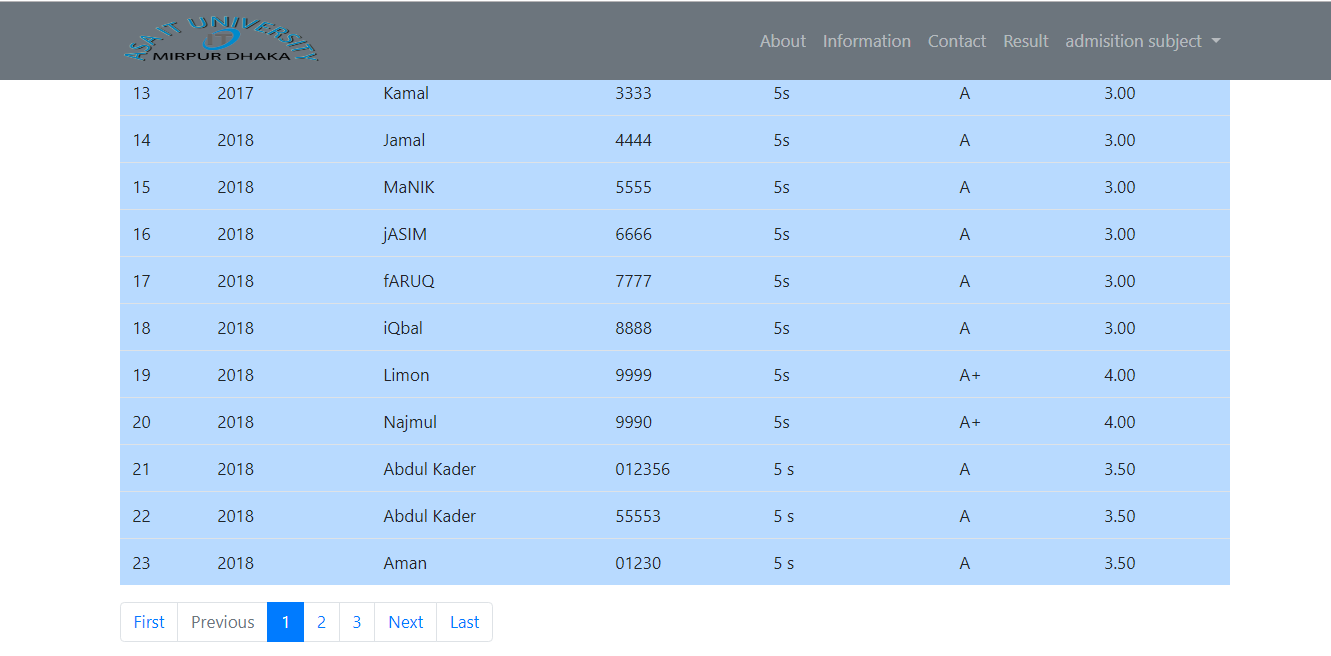 ISA IT UNIVERSITY
IT
MIRPUR DHAKA
About Information Contact Result admisition subject
13 2017 Kamal 3333 5s A 3.00
14 2018 Jamal 4444 5s A 3.00
15 2018 MaNIK 5555 5s A 3.00
16 2018 jASIM 6666 5s A 3.00
17 2018 fARUQ 7777 5s A 3.00
18 2018 iQbal 8888 5s A 3.00
19 2018 Limon 9999 5s A+ 4.00
20 2018 Najmul 9990 5s A+ 4.00
21 2018 Abdul Kader 012356 5 s A 3.50
22 2018 Abdul Kader 55553 5 s A 3.50
23 2018 Aman 01230 5 s A 3.50
First Previous 1 2 3 Next Last